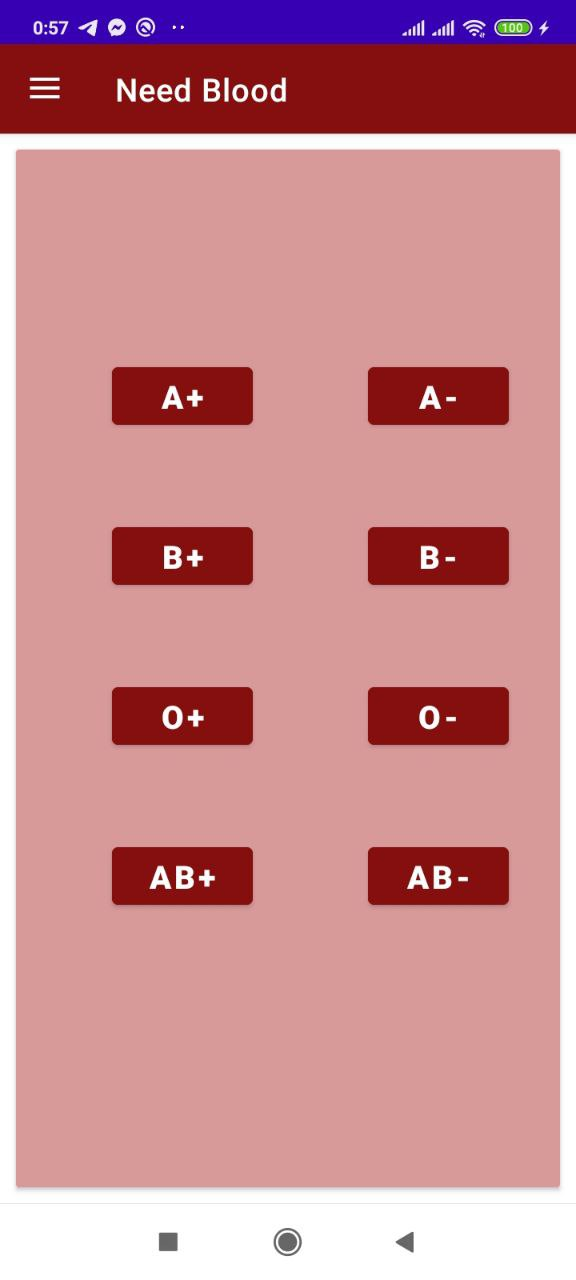 0:57
100
Need Blood
A+ A-
B+ B-
O+ O-
AB+ AB-